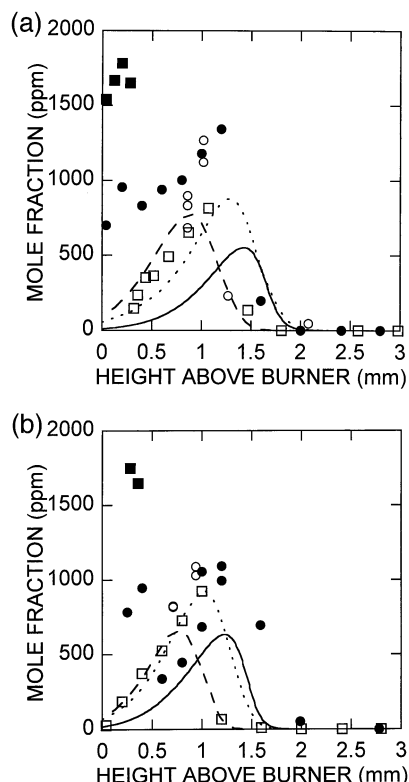 (a)
2000
1500
1000
500
0
MOLE FRACTION (ppm)
0 0.5 1 1.5 2 2.5 3
HEIGHT ABOVE BURNER (mm)
(b)
2000
1500
1000
500
0
MOLE FRACTION (ppm)
0 0.5 1 1.5 2 2.5 3
HEIGHT ABOVE BURNER (mm)